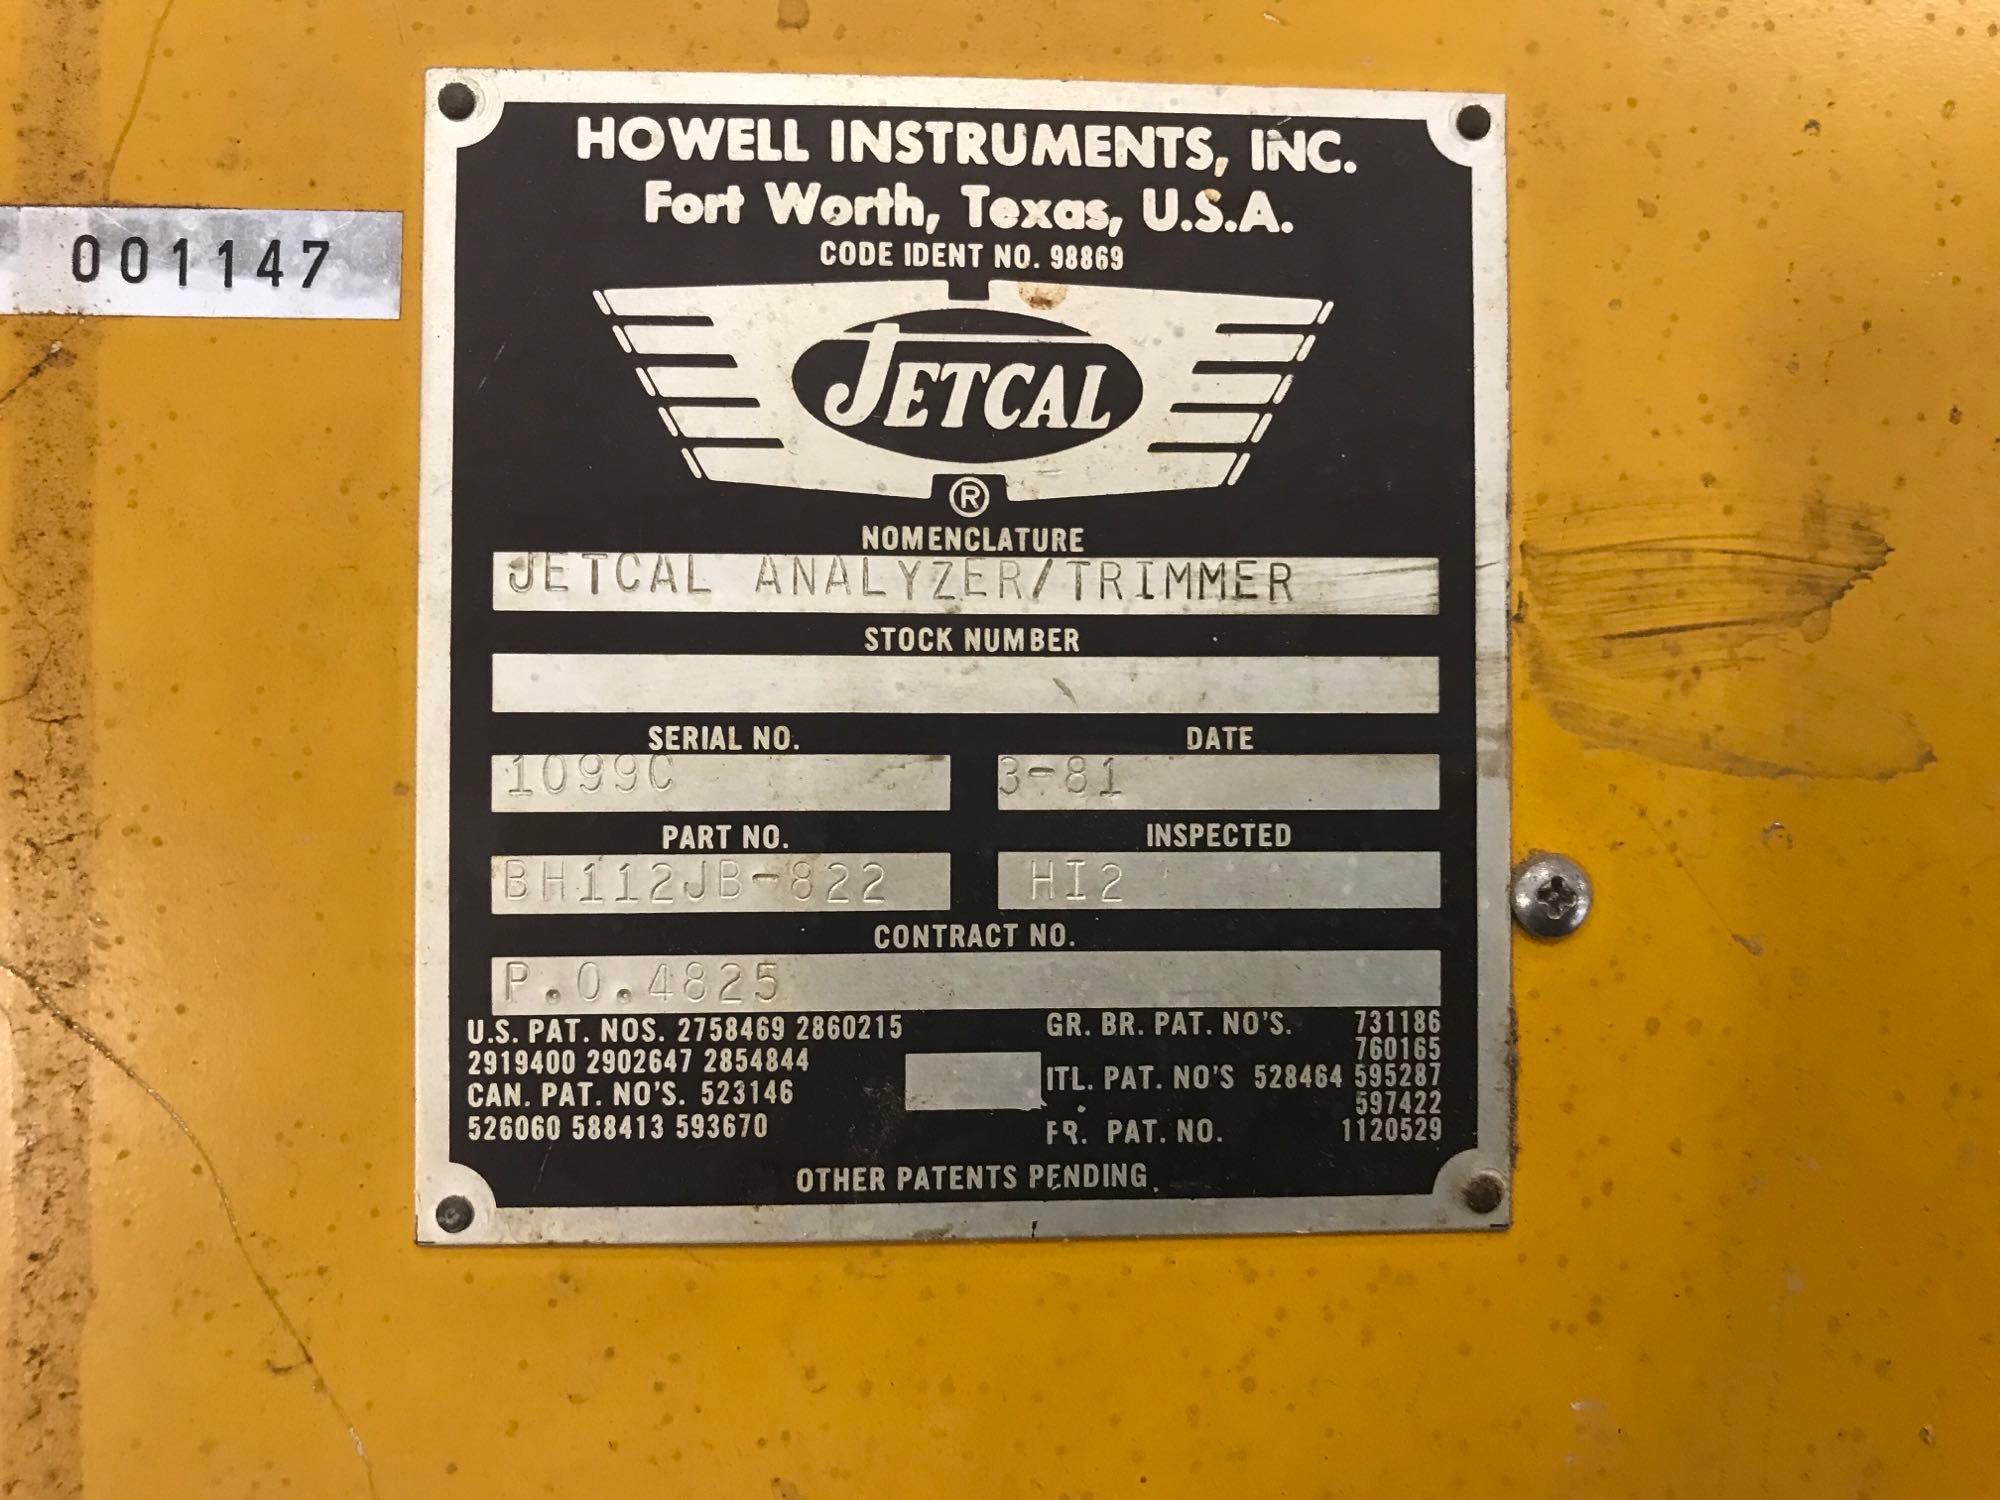 HOWELL INSTRUMENTS, INC.
Fort Worth, Texas, U.S.A.
CODE IDENT NO. 98869
001147
JETCAL
®
NOMENCLATURE
JETCAL ANALYZER/TRIMMER
STOCK NUMBER
SERIAL NO. DATE
1099C 3-81
PART NO. INSPECTED
BH112JB-822 HI2
CONTRACT NO.
P.O.4825
U.S. PAT. NOS. 2758469 2860215
2919400 2902647 2854844
CAN. PAT. NO'S. 523146
526060 588413 593670
GR. BR. PAT. NO'S. 731186
760165
ITL. PAT. NO'S 528464 595287
597422
FR. PAT. NO. 1120529
OTHER PATENTS PENDING.